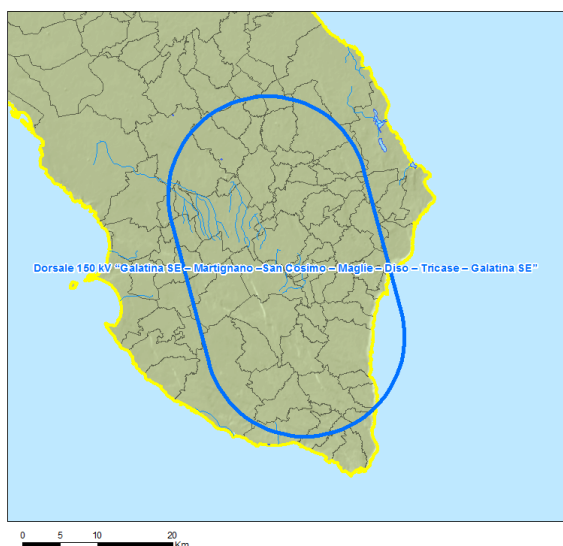 Dorsale 150 kV "Galatina SE – Martignano –San Cosimo – Maglie – Diso – Tricase – Galatina SE"
0 5 10 20
Km